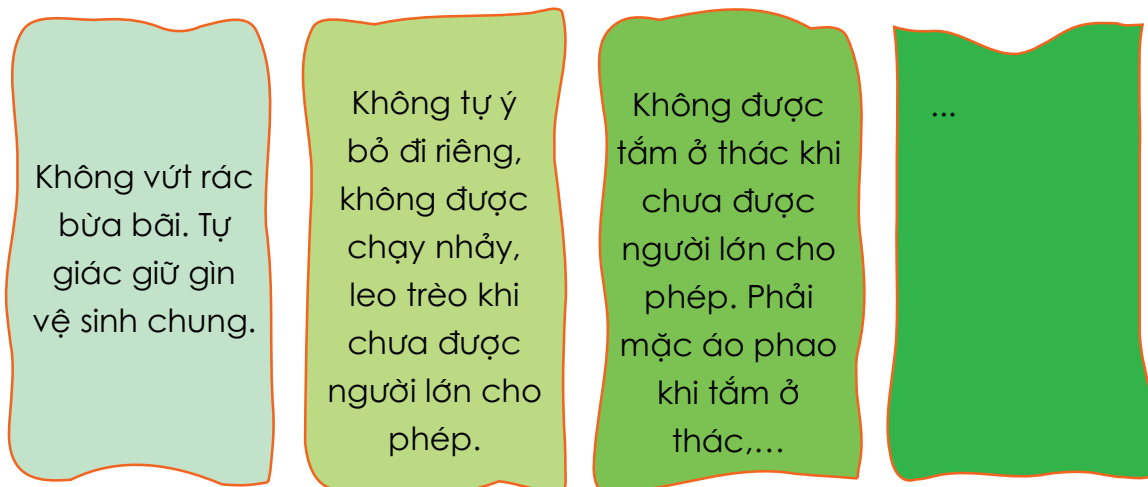 Không vứt rác
bừa bãi. Tự
giác giữ gìn
vệ sinh chung.
Không tự ý
bỏ đi riêng,
không được
chạy nhảy,
leo trèo khi
chưa được
người lớn cho
phép.
Không được
tắm ở thác khi
chưa được
người lớn cho
phép. Phải
mặc áo phao
khi tắm ở
thác,...
...